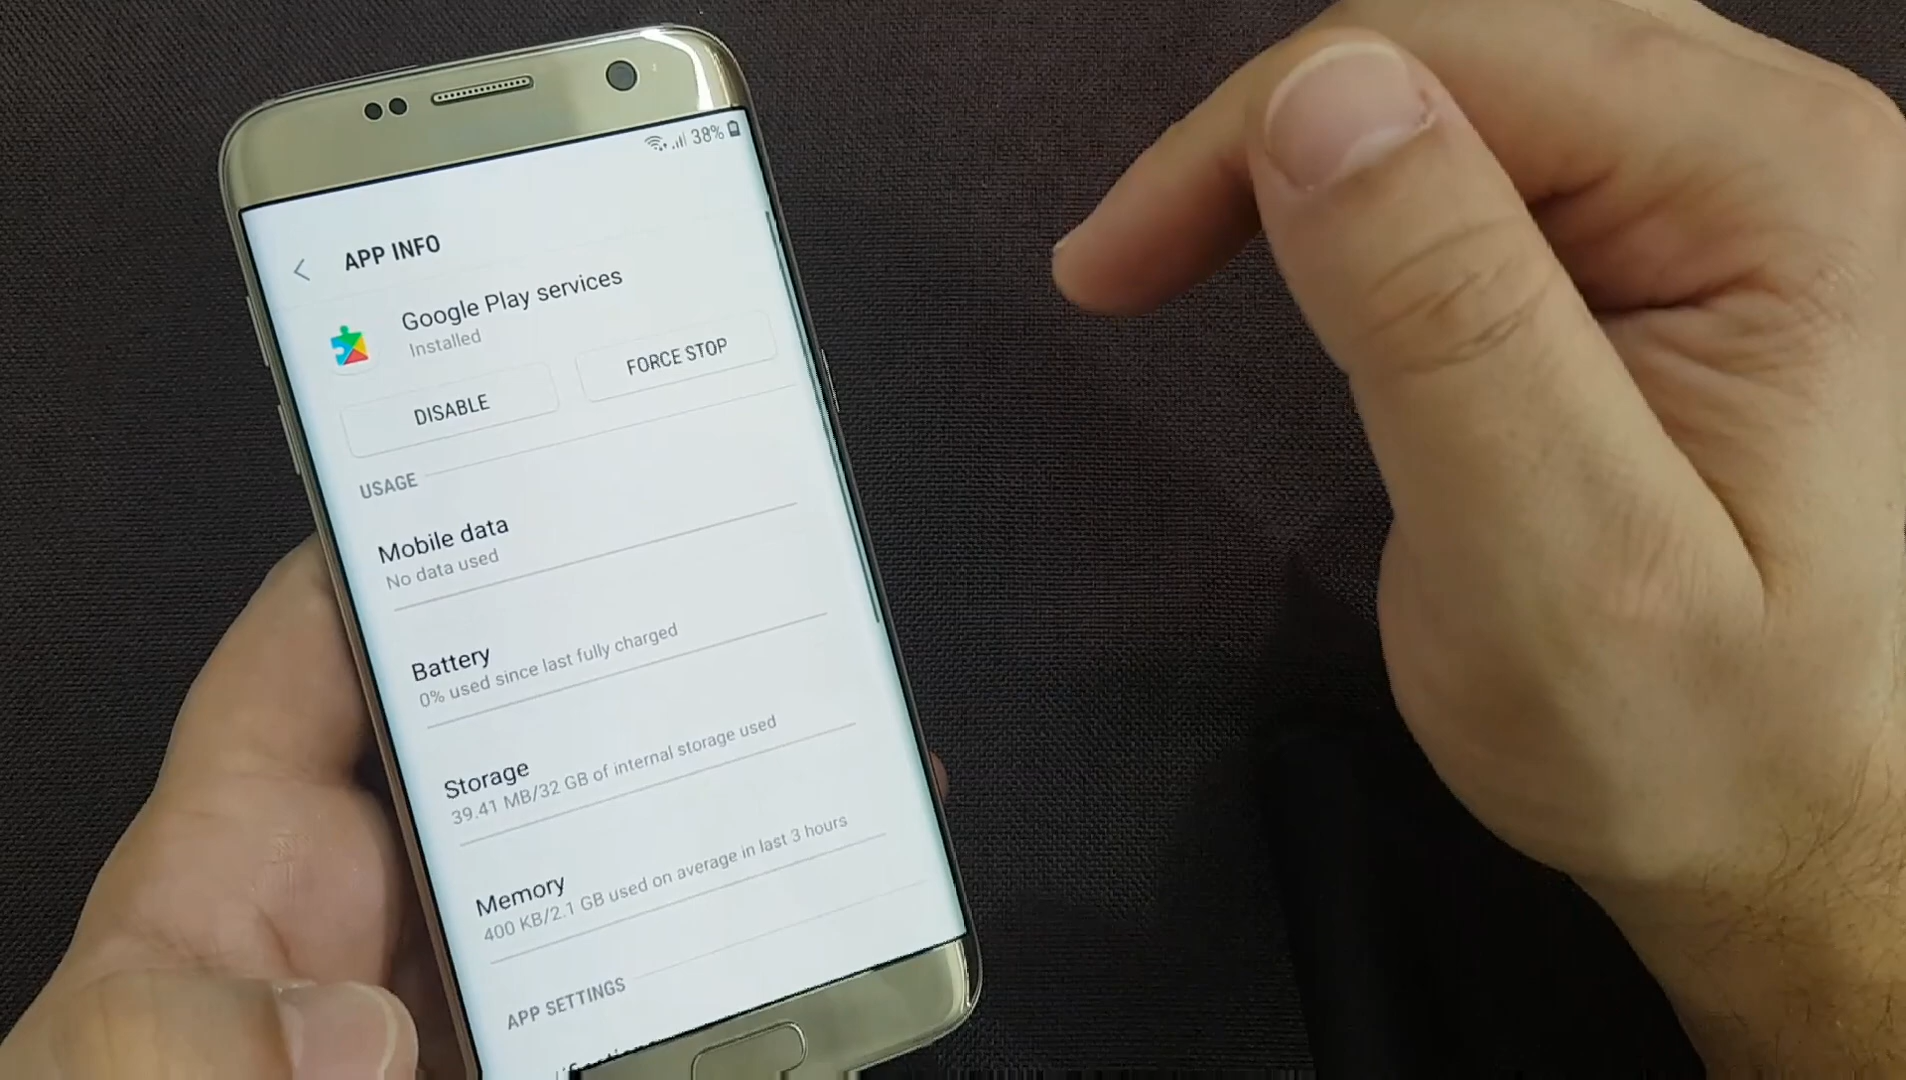 38%
APP INFO
Google Play services
Installed
DISABLE
FORCE STOP
USAGE
Mobile data
No data used
Battery
0% used since last fully charged
Storage
39.41 MB/32 GB of internal storage used
Memory
400 KB/2.1 GB used on average in last 3 hours
APP SETTINGS